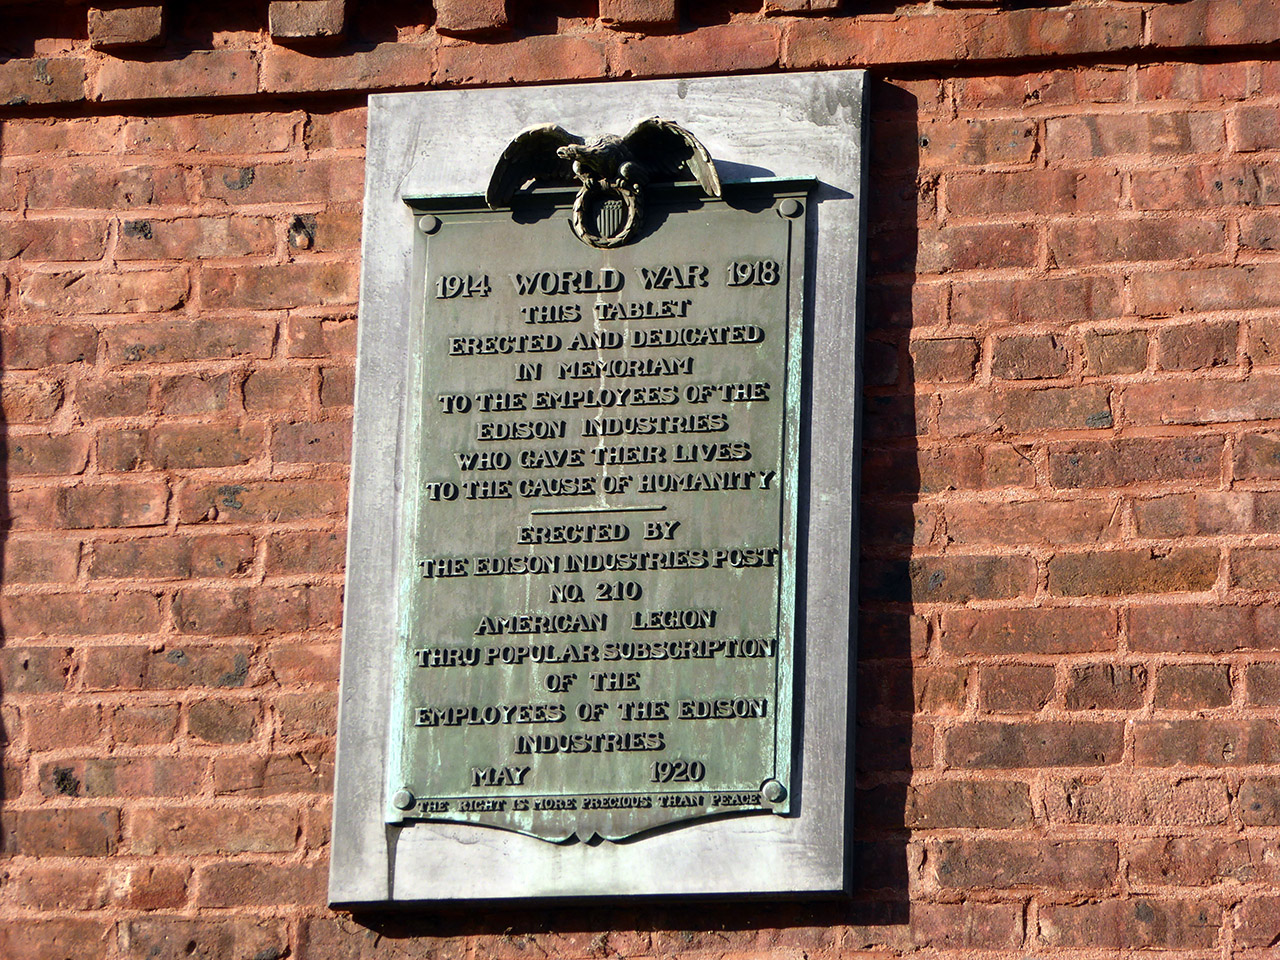 1914 WORLD WAR 1918
THIS TABLET
ERECTED AND DEDICATED
IN MEMORIAM
TO THE EMPLOYEES OF THE
EDISON INDUSTRIES
WHO GAVE THEIR LIVES
TO THE CAUSE OF HUMANITY
ERECTED BY
THE EDISON INDUSTRIES POST
NO. 210
AMERICAN LEGION
THRU POPULAR SUBSCRIPTION
OF THE
EMPLOYEES OF THE EDISON
INDUSTRIES
MAY 1920
THE RIGHT IS MORE PRECIOUS THAN PEACE